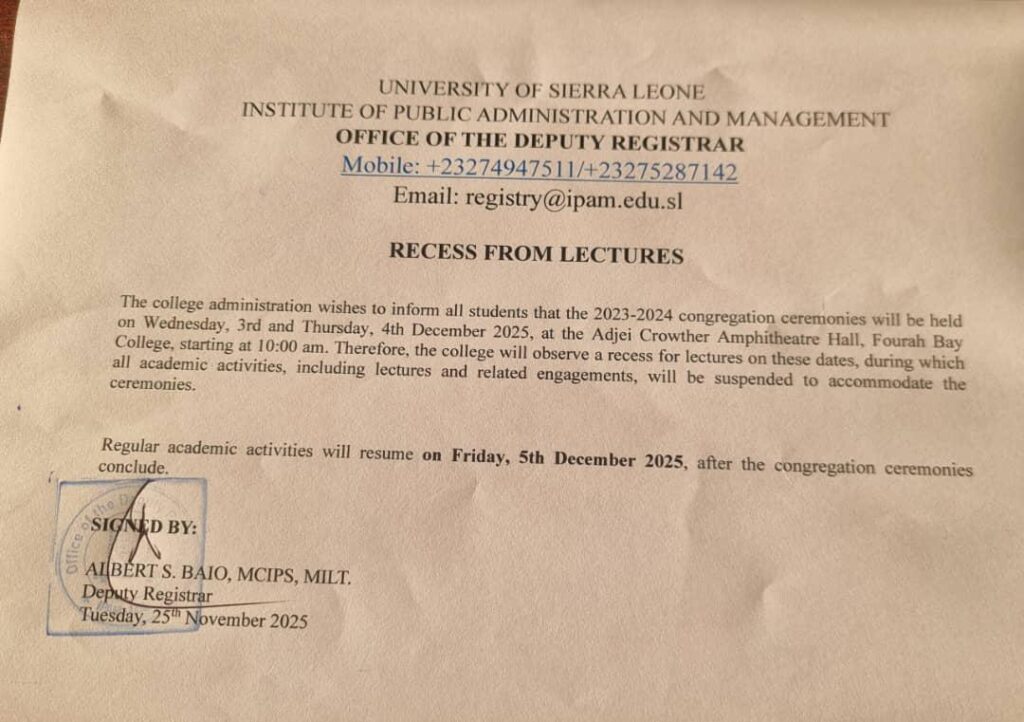 UNIVERSITY OF SIERRA LEONE
INSTITUTE OF PUBLIC ADMINISTRATION AND MANAGEMENT
OFFICE OF THE DEPUTY REGISTRAR
Mobile: +23274947511/+23275287142
Email: registry@ipam.edu.sl
RECESS FROM LECTURES
The college administration wishes to inform all students that the 2023-2024 congregation ceremonies will be held
on Wednesday, 3rd and Thursday, 4th December 2025, at the Adjei Crowther Amphitheatre Hall, Fourah Bay
College, starting at 10:00 am. Therefore, the college will observe a recess for lectures on these dates, during which
all academic activities, including lectures and related engagements, will be suspended to accommodate the
ceremonies.
Regular academic activities will resume on Friday, 5th December 2025, after the congregation ceremonies
conclude.
Office of the
SIGNED BY:
ALBERT S. BAIO, MCIPS, MILT.
Deputy Registrar
Tuesday, 25th November 2025